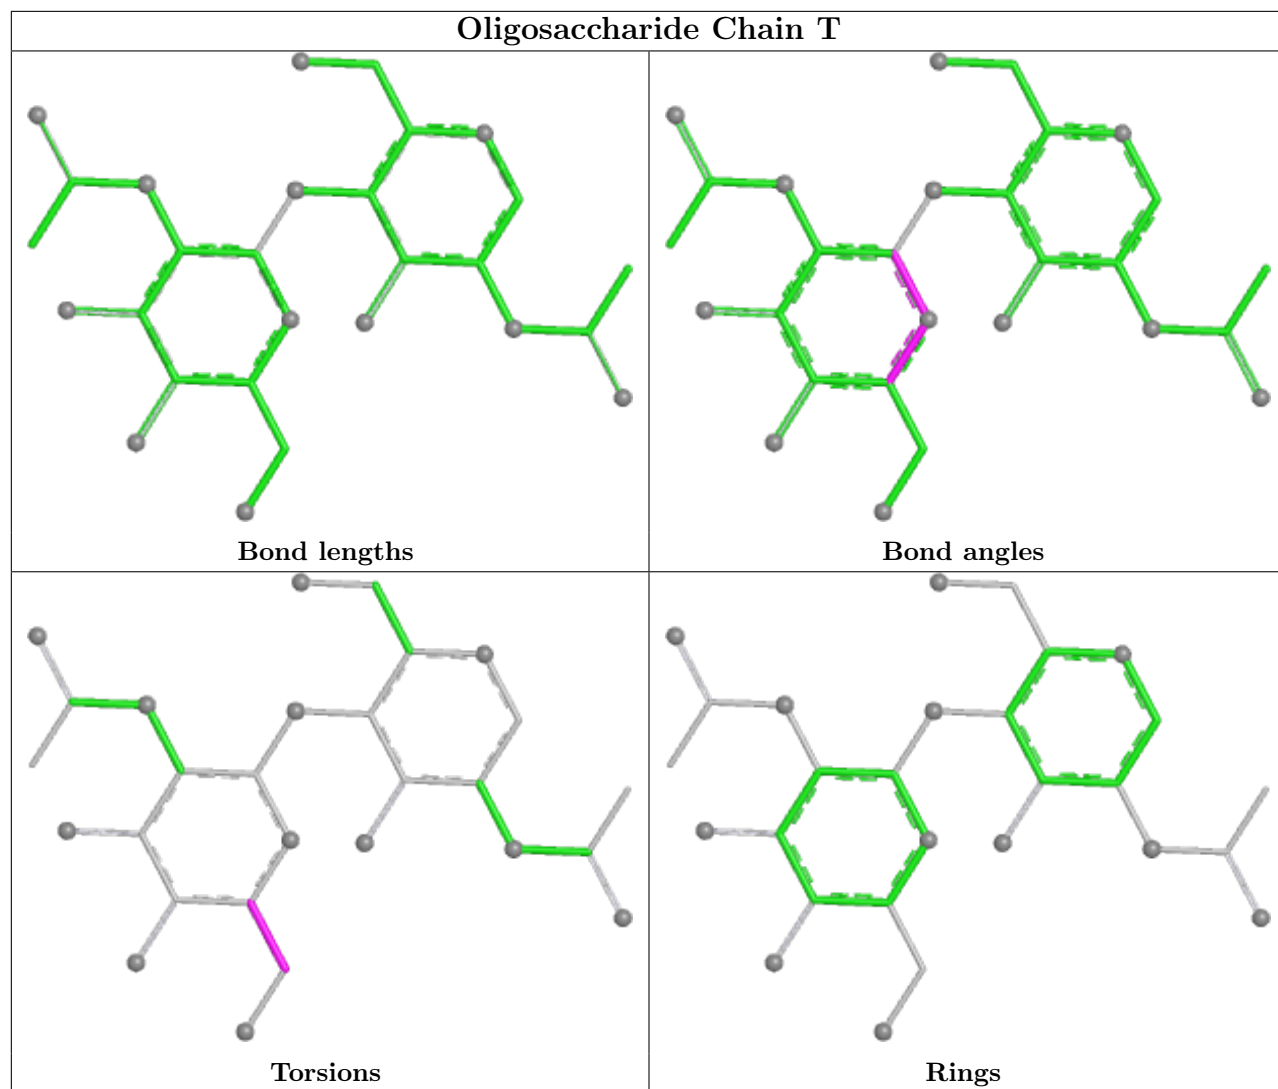 Oligosaccharide Chain T
Bond lengths
Bond angles
Torsions
Rings